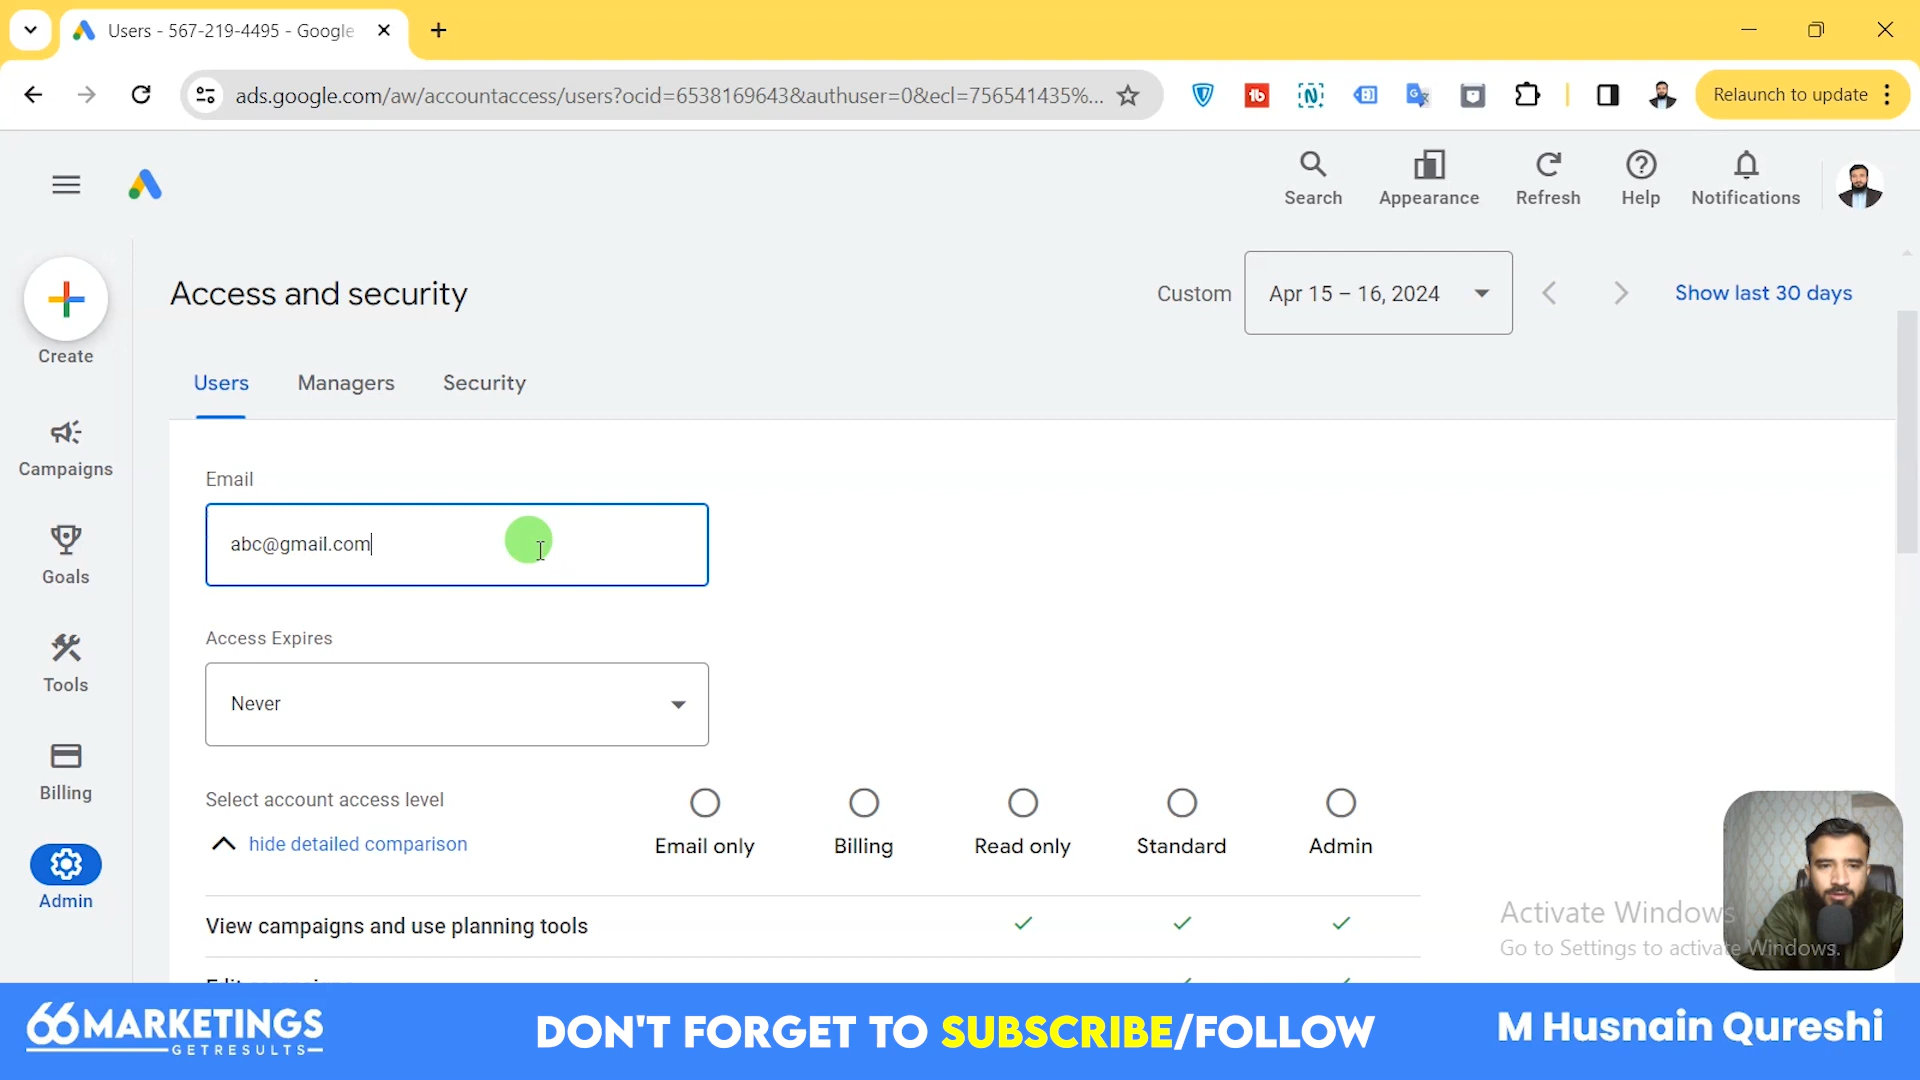 Users - 567-219-4495 - Google
ads.google.com/aw/accountaccess/users?ocid=6538169643&authuser=0&ecl=756541435%...
Relaunch to update
Search
Appearance
Refresh
Help
Notifications
Create
Campaigns
Goals
Tools
Billing
Admin
Access and security
Custom
Apr 15 – 16, 2024
Show last 30 days
Users
Managers
Security
Email
abc@gmail.com
Access Expires
Never
Select account access level
hide detailed comparison
Email only
Billing
Read only
Standard
Admin
View campaigns and use planning tools
Activate Windows
Go to Settings to activate Windows.
66 MARKETINGS
GETRESULTS
DON'T FORGET TO SUBSCRIBE/FOLLOW
M Husnain Qureshi